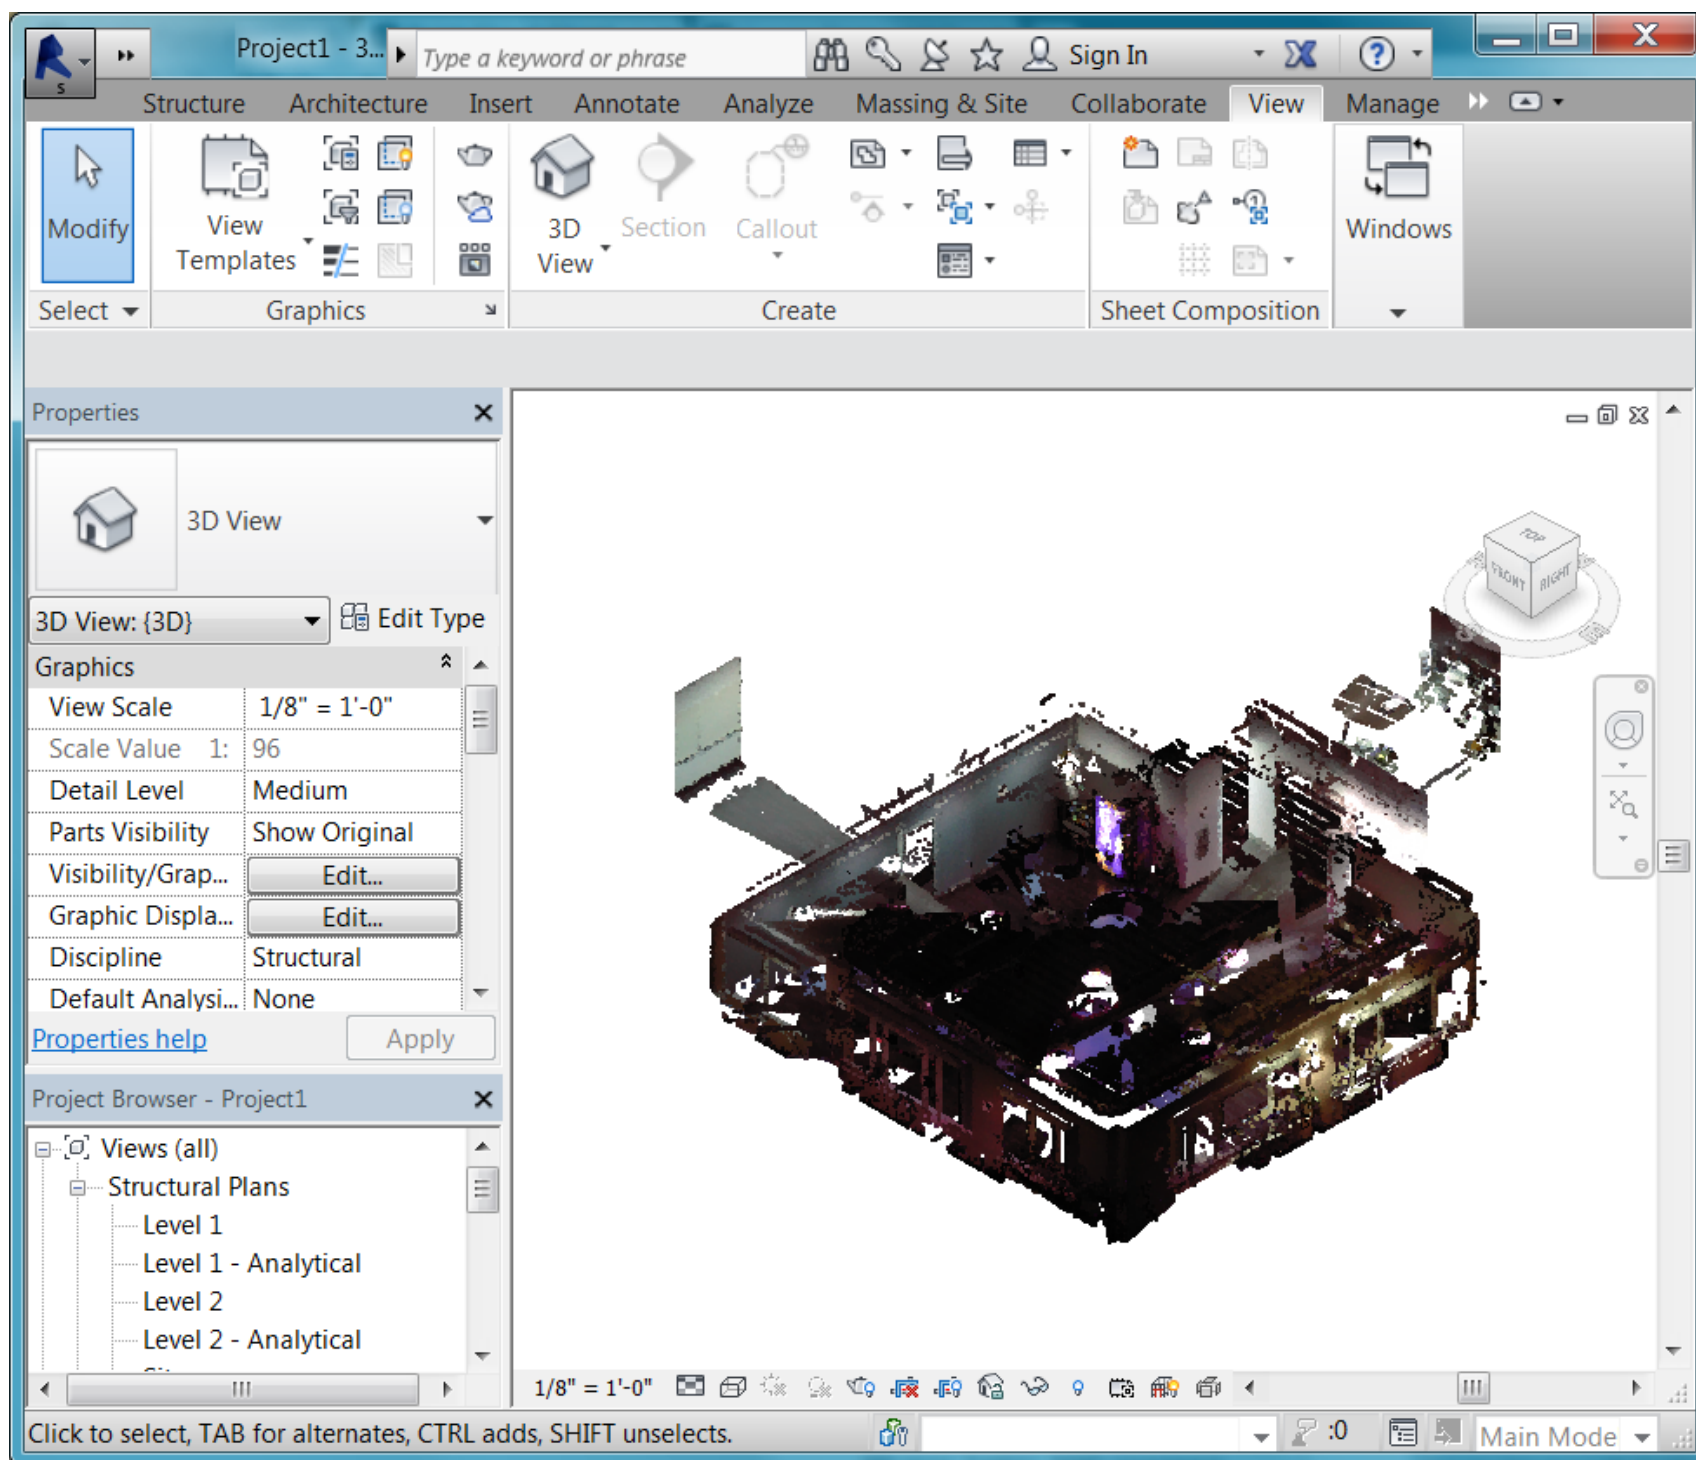 Project1 - 3...
Type a keyword or phrase
Sign In
S
Structure Architecture Insert Annotate Analyze Massing & Site Collaborate View Manage
Modify
View Templates
3D View
Section
Callout
Windows
Select
Graphics
Create
Sheet Composition
Properties
3D View
3D View: {3D}
Edit Type
Graphics
View Scale 1/8" = 1'-0"
Scale Value 1: 96
Detail Level Medium
Parts Visibility Show Original
Visibility/Grap... Edit...
Graphic Displa... Edit...
Discipline Structural
Default Analysi... None
Properties help
Apply
Project Browser - Project1
Views (all)
Structural Plans
Level 1
Level 1 - Analytical
Level 2
Level 2 - Analytical
TOP
FRONT
RIGHT
1/8" = 1'-0"
Click to select, TAB for alternates, CTRL adds, SHIFT unselects.
:0
Main Mode